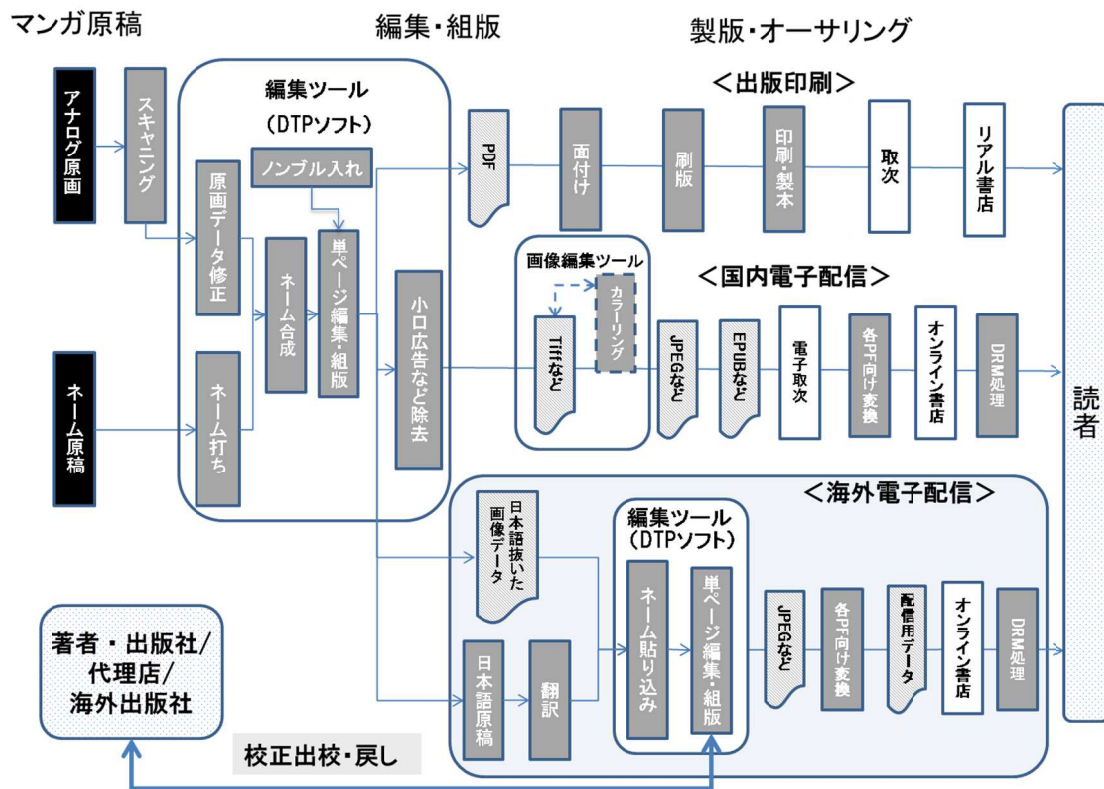 マンガ原稿
編集・組版
製版・オーサリング
アナログ原画
スキャニング
編集ツール
（DTPソフト）
ノンブル入れ
原画データ修正
ネーム合成
単ページ編集・組版
小口広告など除去
ネーム原稿
ネーム打ち
＜出版印刷＞
PDF
面付け
刷版
印刷・製本
取次
リアル書店
画像編集ツール
カラーリング
Tiffなど
＜国内電子配信＞
JPEGなど
EPUBなど
電子取次
各PF向け変換
オンライン書店
DRM処理
読者
＜海外電子配信＞
日本語抜いた
画像データ
日本語原稿
翻訳
編集ツール
（DTPソフト）
ネーム貼り込み
単ページ編集・組版
JPEGなど
各PF向け変換
配信用データ
オンライン書店
DRM処理
著者・出版社/
代理店/
海外出版社
校正出校・戻し